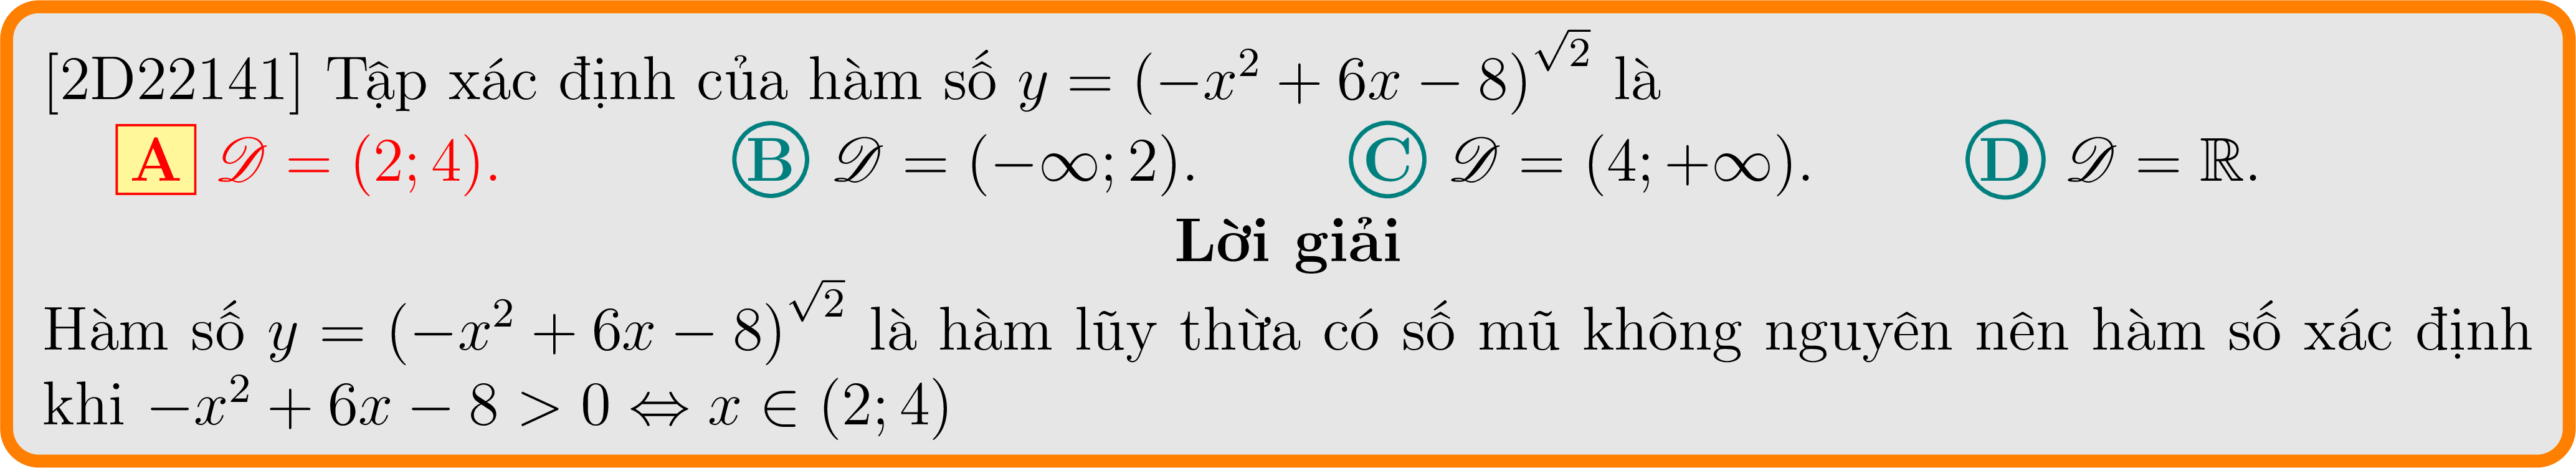 [2D22141] Tập xác định của hàm số $y = (-x^2 + 6x - 8)^{\sqrt{2}}$ là
A $\mathscr{D} = (2; 4)$. B $\mathscr{D} = (-\infty; 2)$. C $\mathscr{D} = (4; +\infty)$. D $\mathscr{D} = \mathbb{R}$.
Lời giải
Hàm số $y = (-x^2 + 6x - 8)^{\sqrt{2}}$ là hàm lũy thừa có số mũ không nguyên nên hàm số xác định
khi $-x^2 + 6x - 8 > 0 \Leftrightarrow x \in (2; 4)$